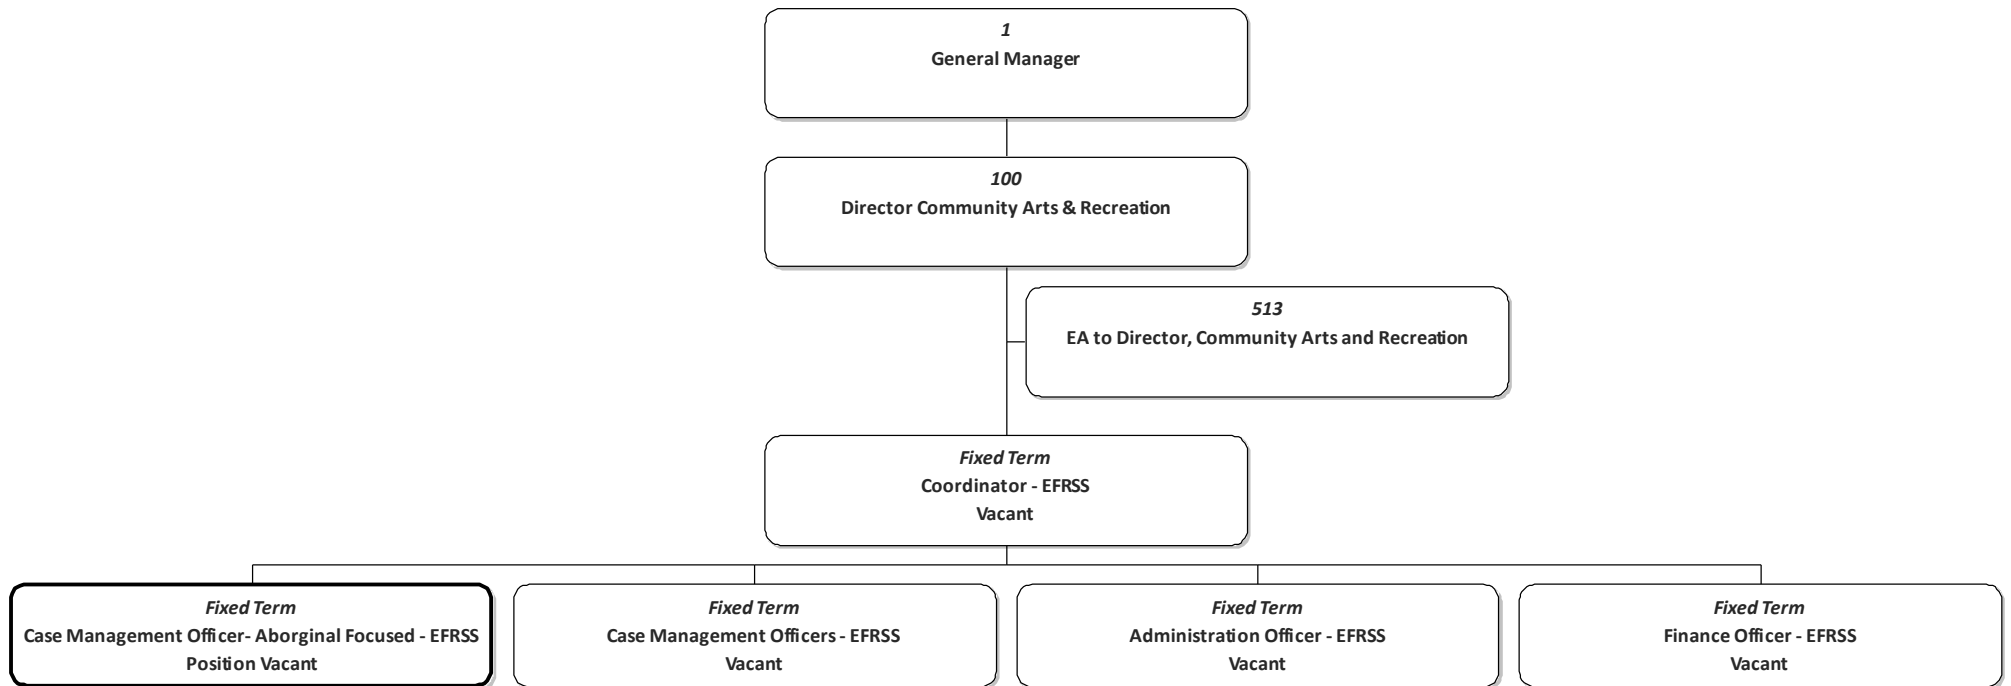 1
General Manager
100
Director Community Arts & Recreation
513
EA to Director, Community Arts and Recreation
Fixed Term
Coordinator - EFRSS
Vacant
Fixed Term
Case Management Officer- Aborginal Focused - EFRSS
Position Vacant
Fixed Term
Case Management Officers - EFRSS
Vacant
Fixed Term
Administration Officer - EFRSS
Vacant
Fixed Term
Finance Officer - EFRSS
Vacant